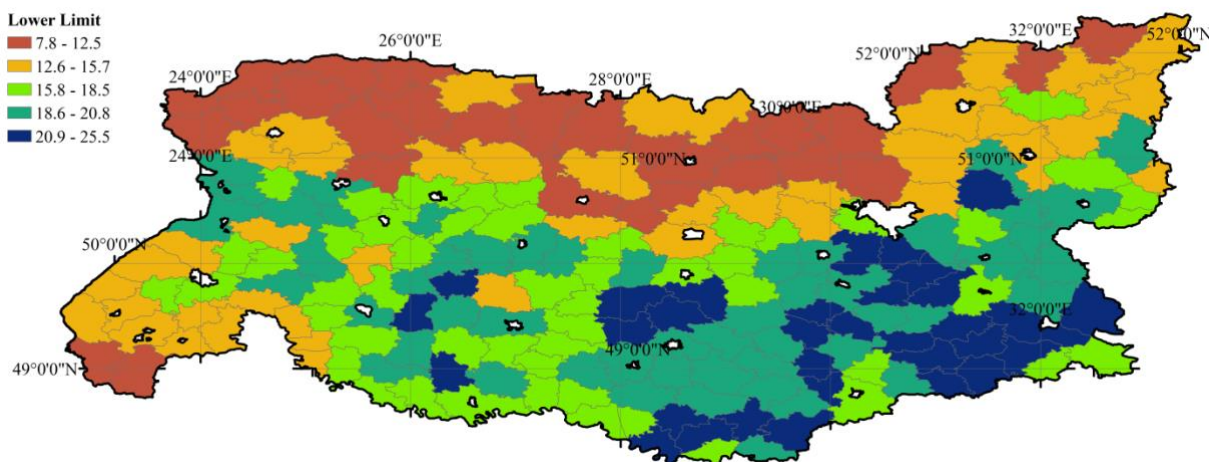 Lower Limit
7.8 - 12.5
12.6 - 15.7
15.8 - 18.5
18.6 - 20.8
20.9 - 25.5
32°0'0"E
52°0'0"N
26°0'0"E
52°0'0"N
24°0'0"E
28°0'0"E
30°0'0"E
24°0'0"E
51°0'0"N
51°0'0"N
50°0'0"N
32°0'0"E
49°0'0"N
49°0'0"N